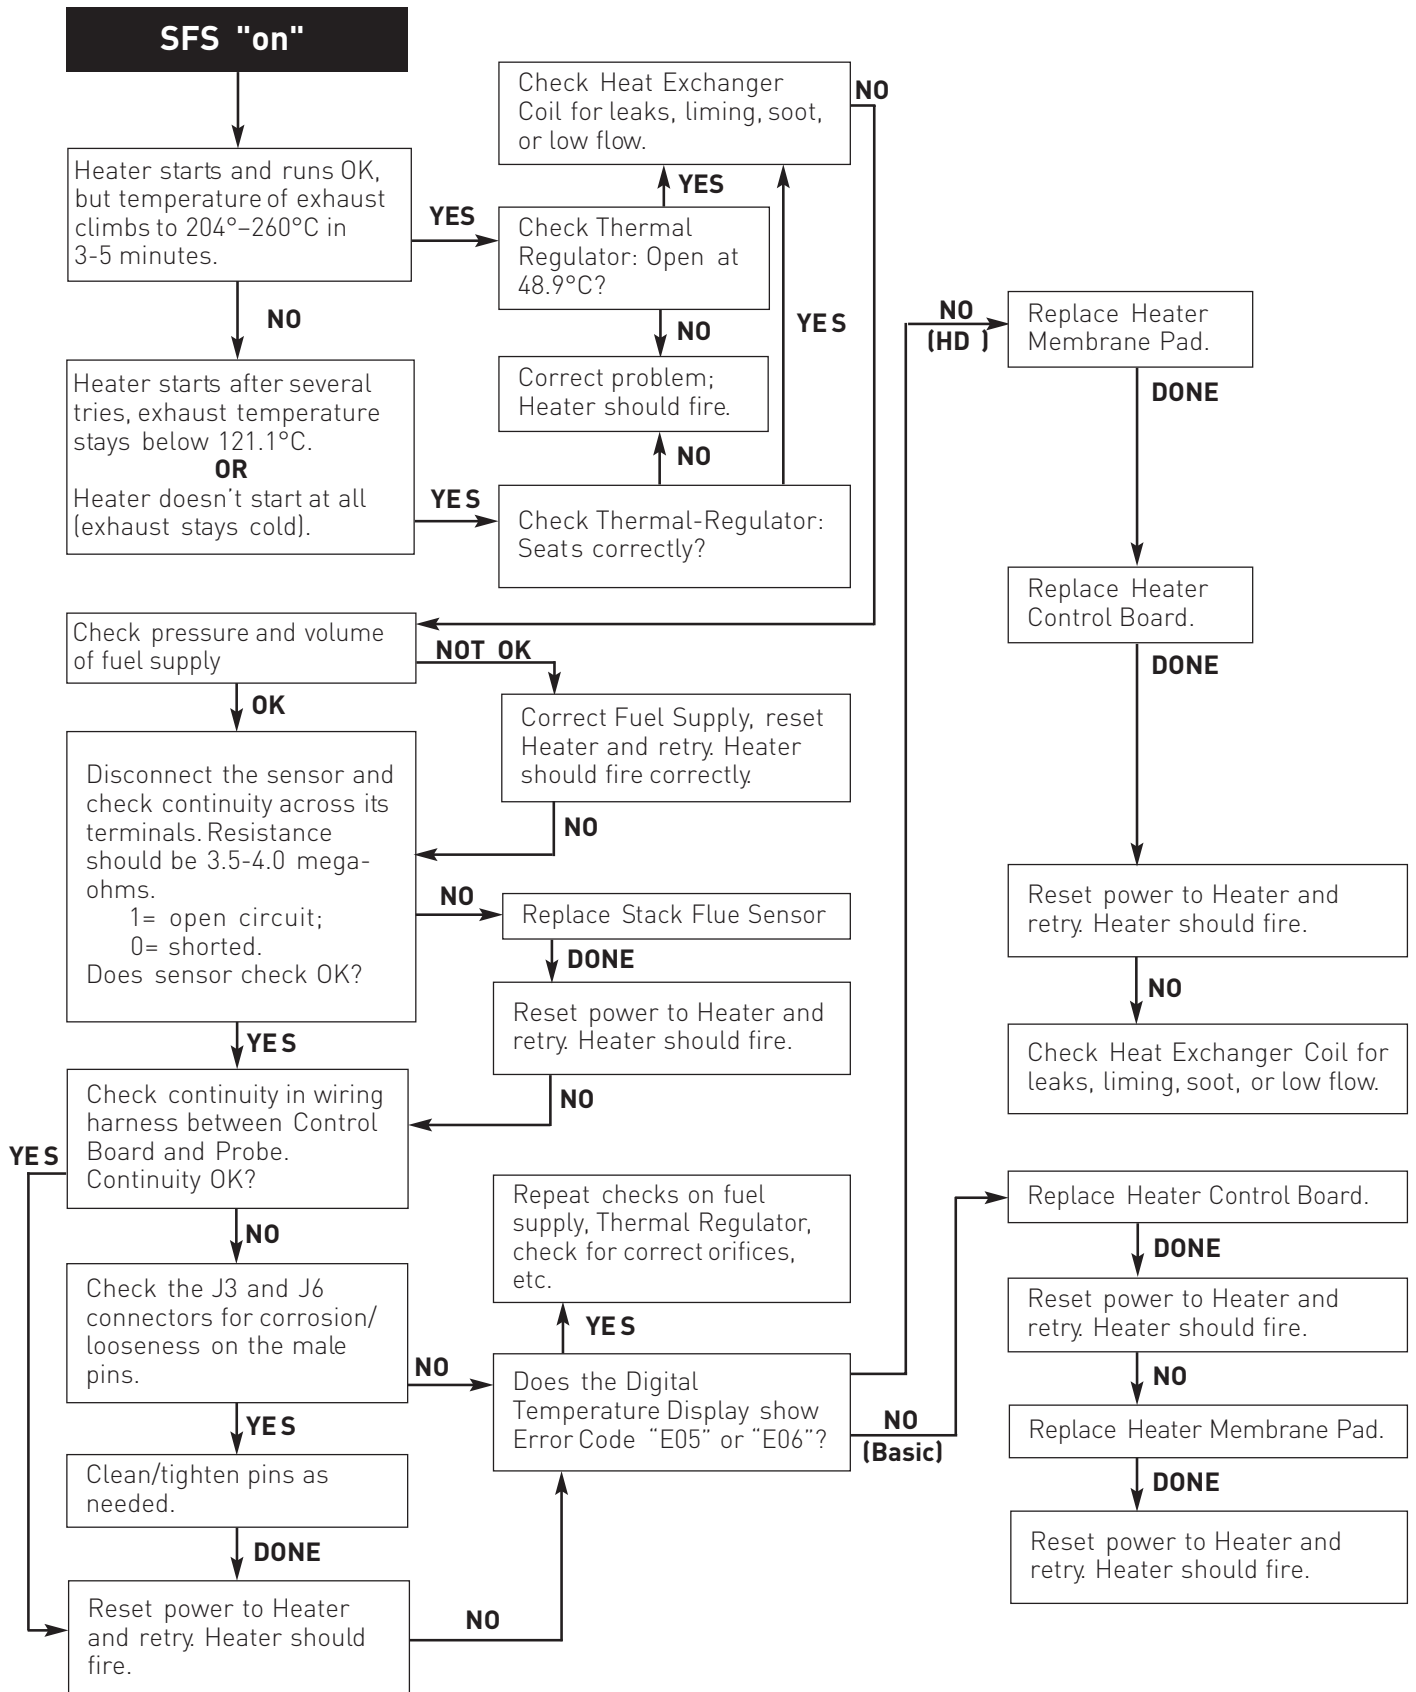 SFS "on"
Heater starts and runs OK,
but temperature of exhaust
climbs to 204°–260°C in
3-5 minutes.
YES
NO
Check Heat Exchanger
Coil for leaks, liming, soot,
or low flow.
NO
YES
Check Thermal
Regulator: Open at
48.9°C?
NO
YES
Correct problem;
Heater should fire.
NO
Heater starts after several
tries, exhaust temperature
stays below 121.1°C.
OR
Heater doesn't start at all
(exhaust stays cold).
YES
Check Thermal-Regulator:
Seats correctly?
Check pressure and volume
of fuel supply
NOT OK
OK
Correct Fuel Supply, reset
Heater and retry. Heater
should fire correctly.
NO
Disconnect the sensor and
check continuity across its
terminals. Resistance
should be 3.5-4.0 mega-
ohms.
1= open circuit;
0= shorted.
Does sensor check OK?
NO
Replace Stack Flue Sensor
DONE
Reset power to Heater and
retry. Heater should fire.
NO
YES
Check continuity in wiring
harness between Control
Board and Probe.
Continuity OK?
YES
NO
Check the J3 and J6
connectors for corrosion/
looseness on the male
pins.
NO
YES
Clean/tighten pins as
needed.
DONE
Reset power to Heater
and retry. Heater should
fire.
NO
Repeat checks on fuel
supply, Thermal Regulator,
check for correct orifices,
etc.
YES
Does the Digital
Temperature Display show
Error Code “E05” or “E06”?
NO
(HD )
Replace Heater
Membrane Pad.
DONE
Replace Heater
Control Board.
DONE
Reset power to Heater and
retry. Heater should fire.
NO
Check Heat Exchanger Coil for
leaks, liming, soot, or low flow.
NO
(Basic)
Replace Heater Control Board.
DONE
Reset power to Heater and
retry. Heater should fire.
NO
Replace Heater Membrane Pad.
DONE
Reset power to Heater and
retry. Heater should fire.